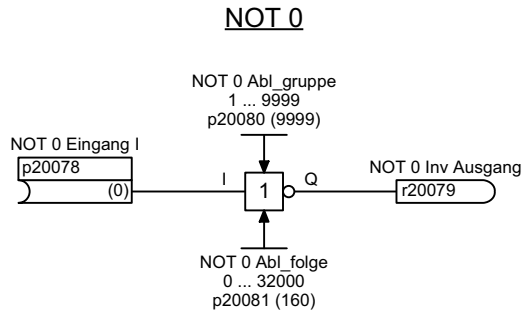 NOT 0
NOT 0 Abl_gruppe
1 ... 9999
p20080 (9999)
NOT 0 Eingang I
p20078
(0)
I
1
Q
NOT 0 Inv Ausgang
r20079
NOT 0 Abl_folge
0 ... 32000
p20081 (160)